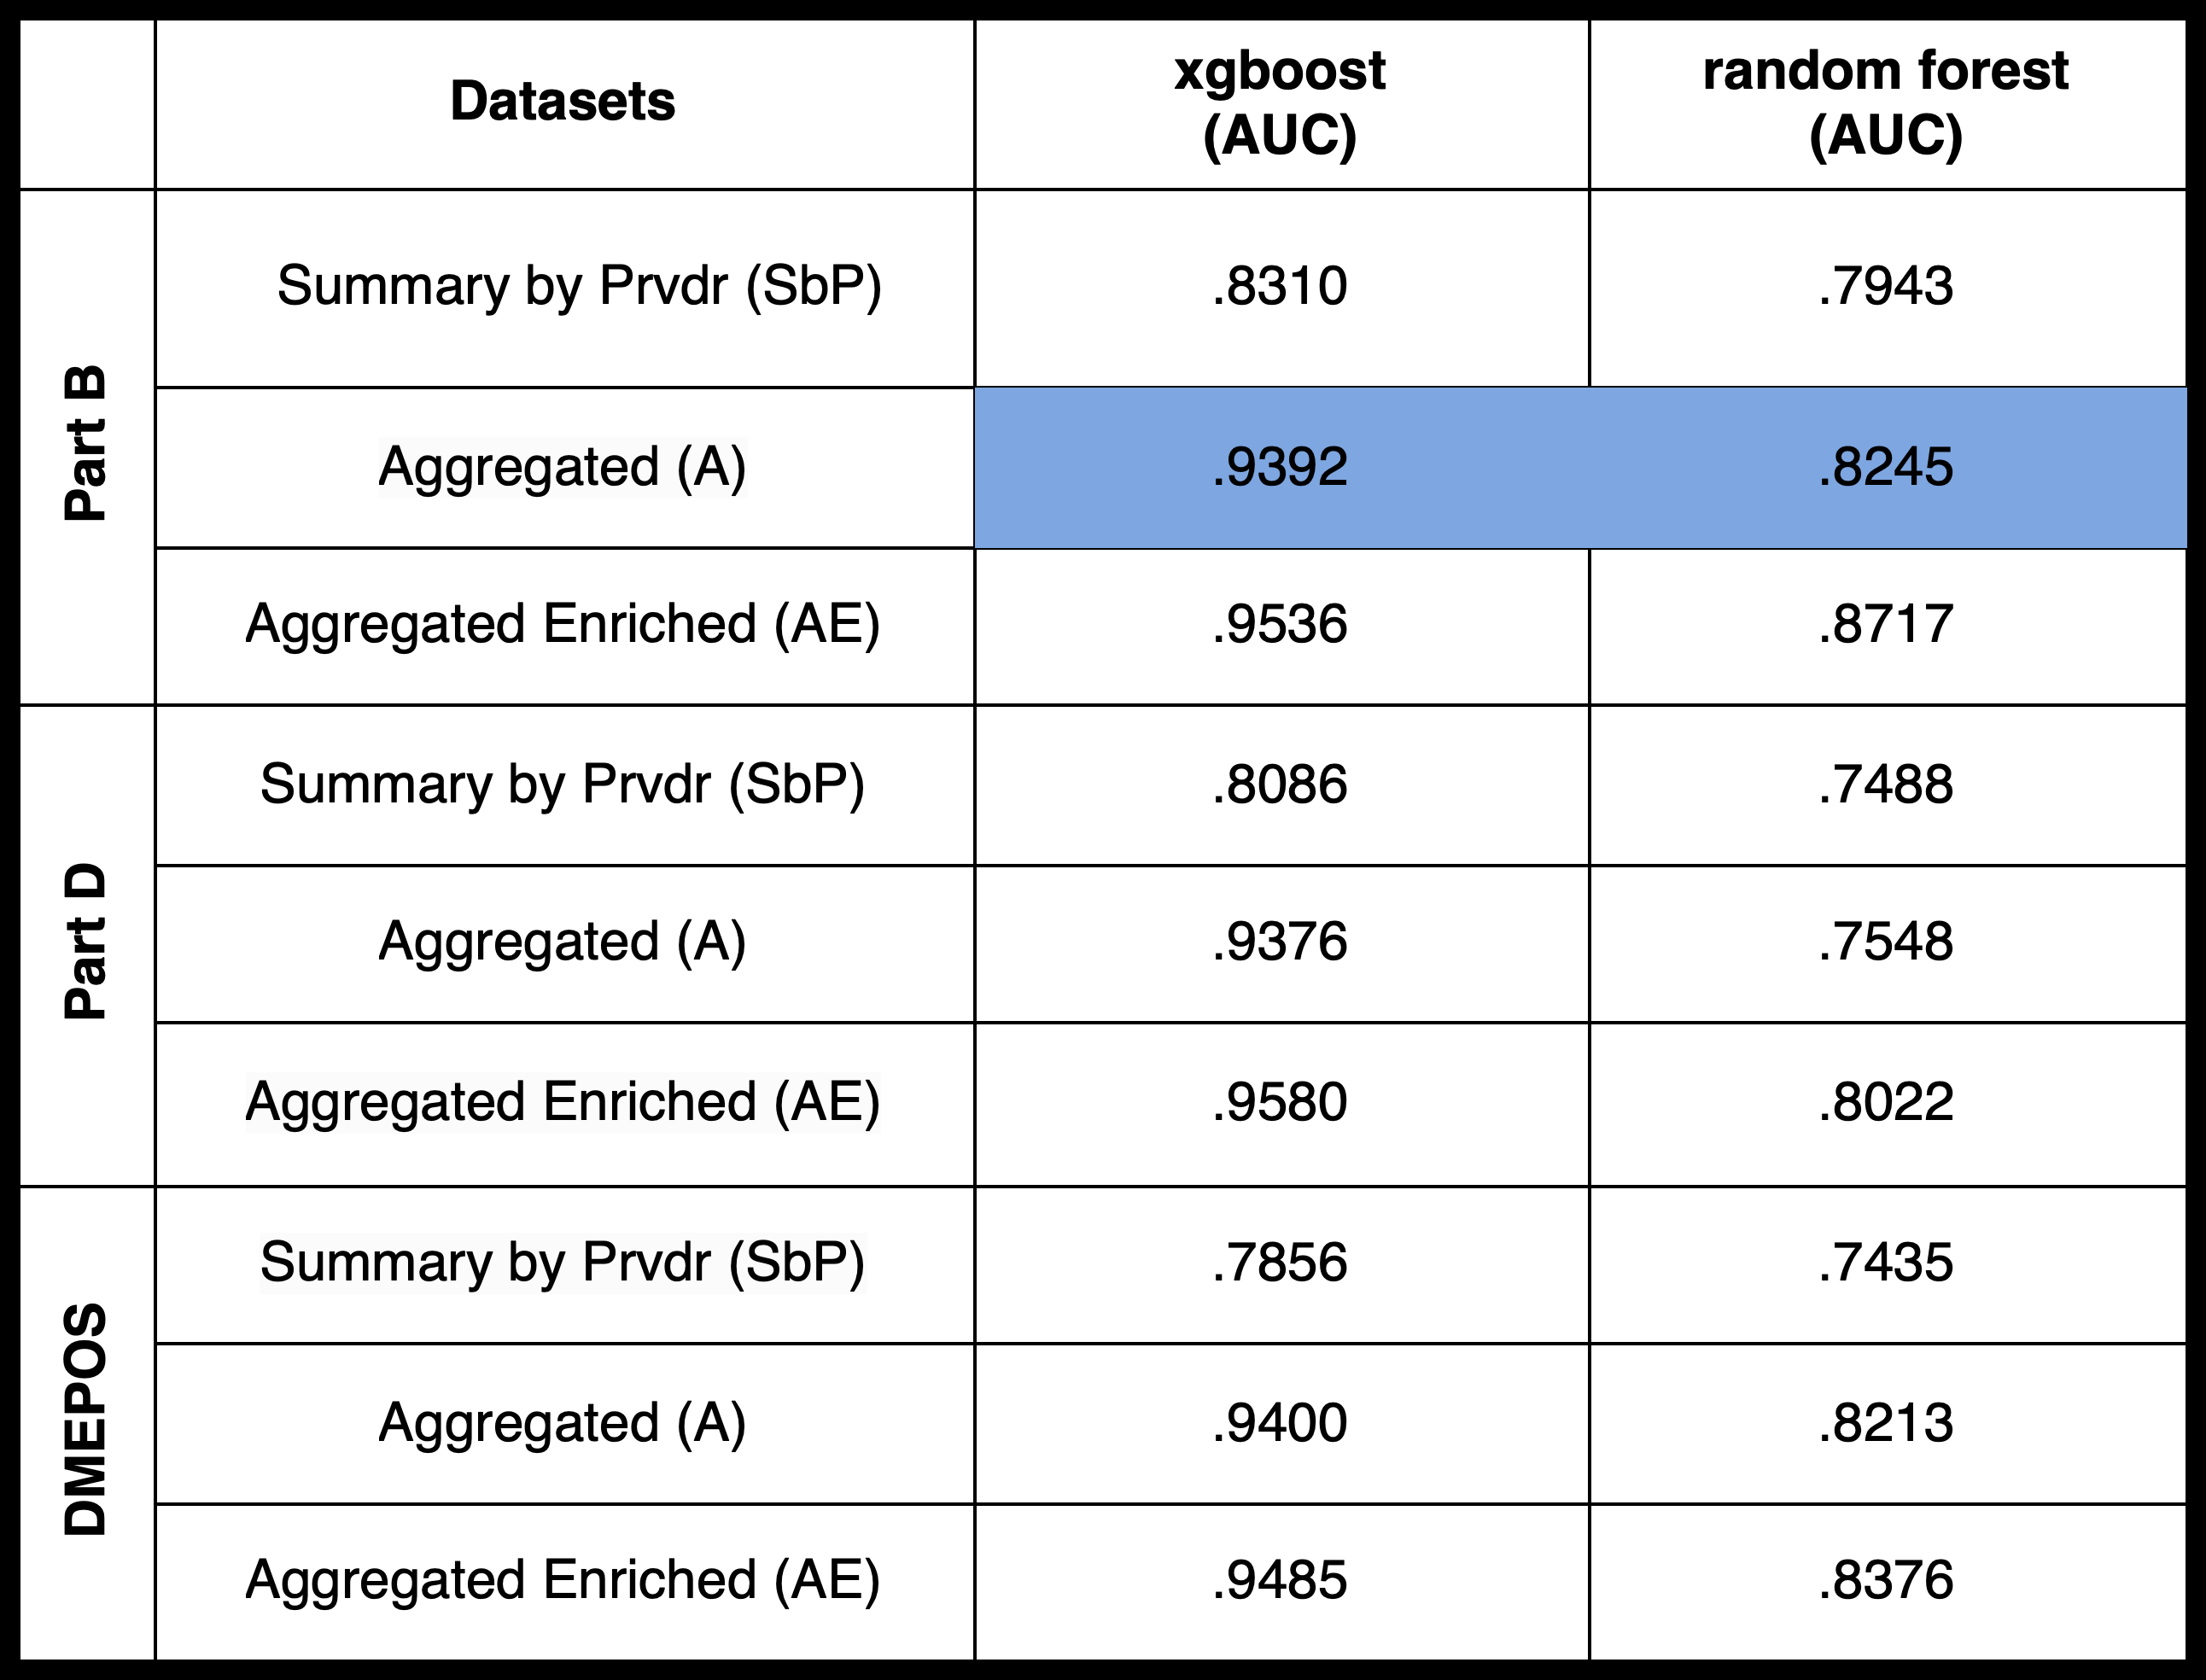 Datasets
xgboost
(AUC)
random forest
(AUC)
Part B
Summary by Prvdr (SbP) .8310 .7943
Aggregated (A) .9392 .8245
Aggregated Enriched (AE) .9536 .8717
Part D
Summary by Prvdr (SbP) .8086 .7488
Aggregated (A) .9376 .7548
Aggregated Enriched (AE) .9580 .8022
DMEPOS
Summary by Prvdr (SbP) .7856 .7435
Aggregated (A) .9400 .8213
Aggregated Enriched (AE) .9485 .8376